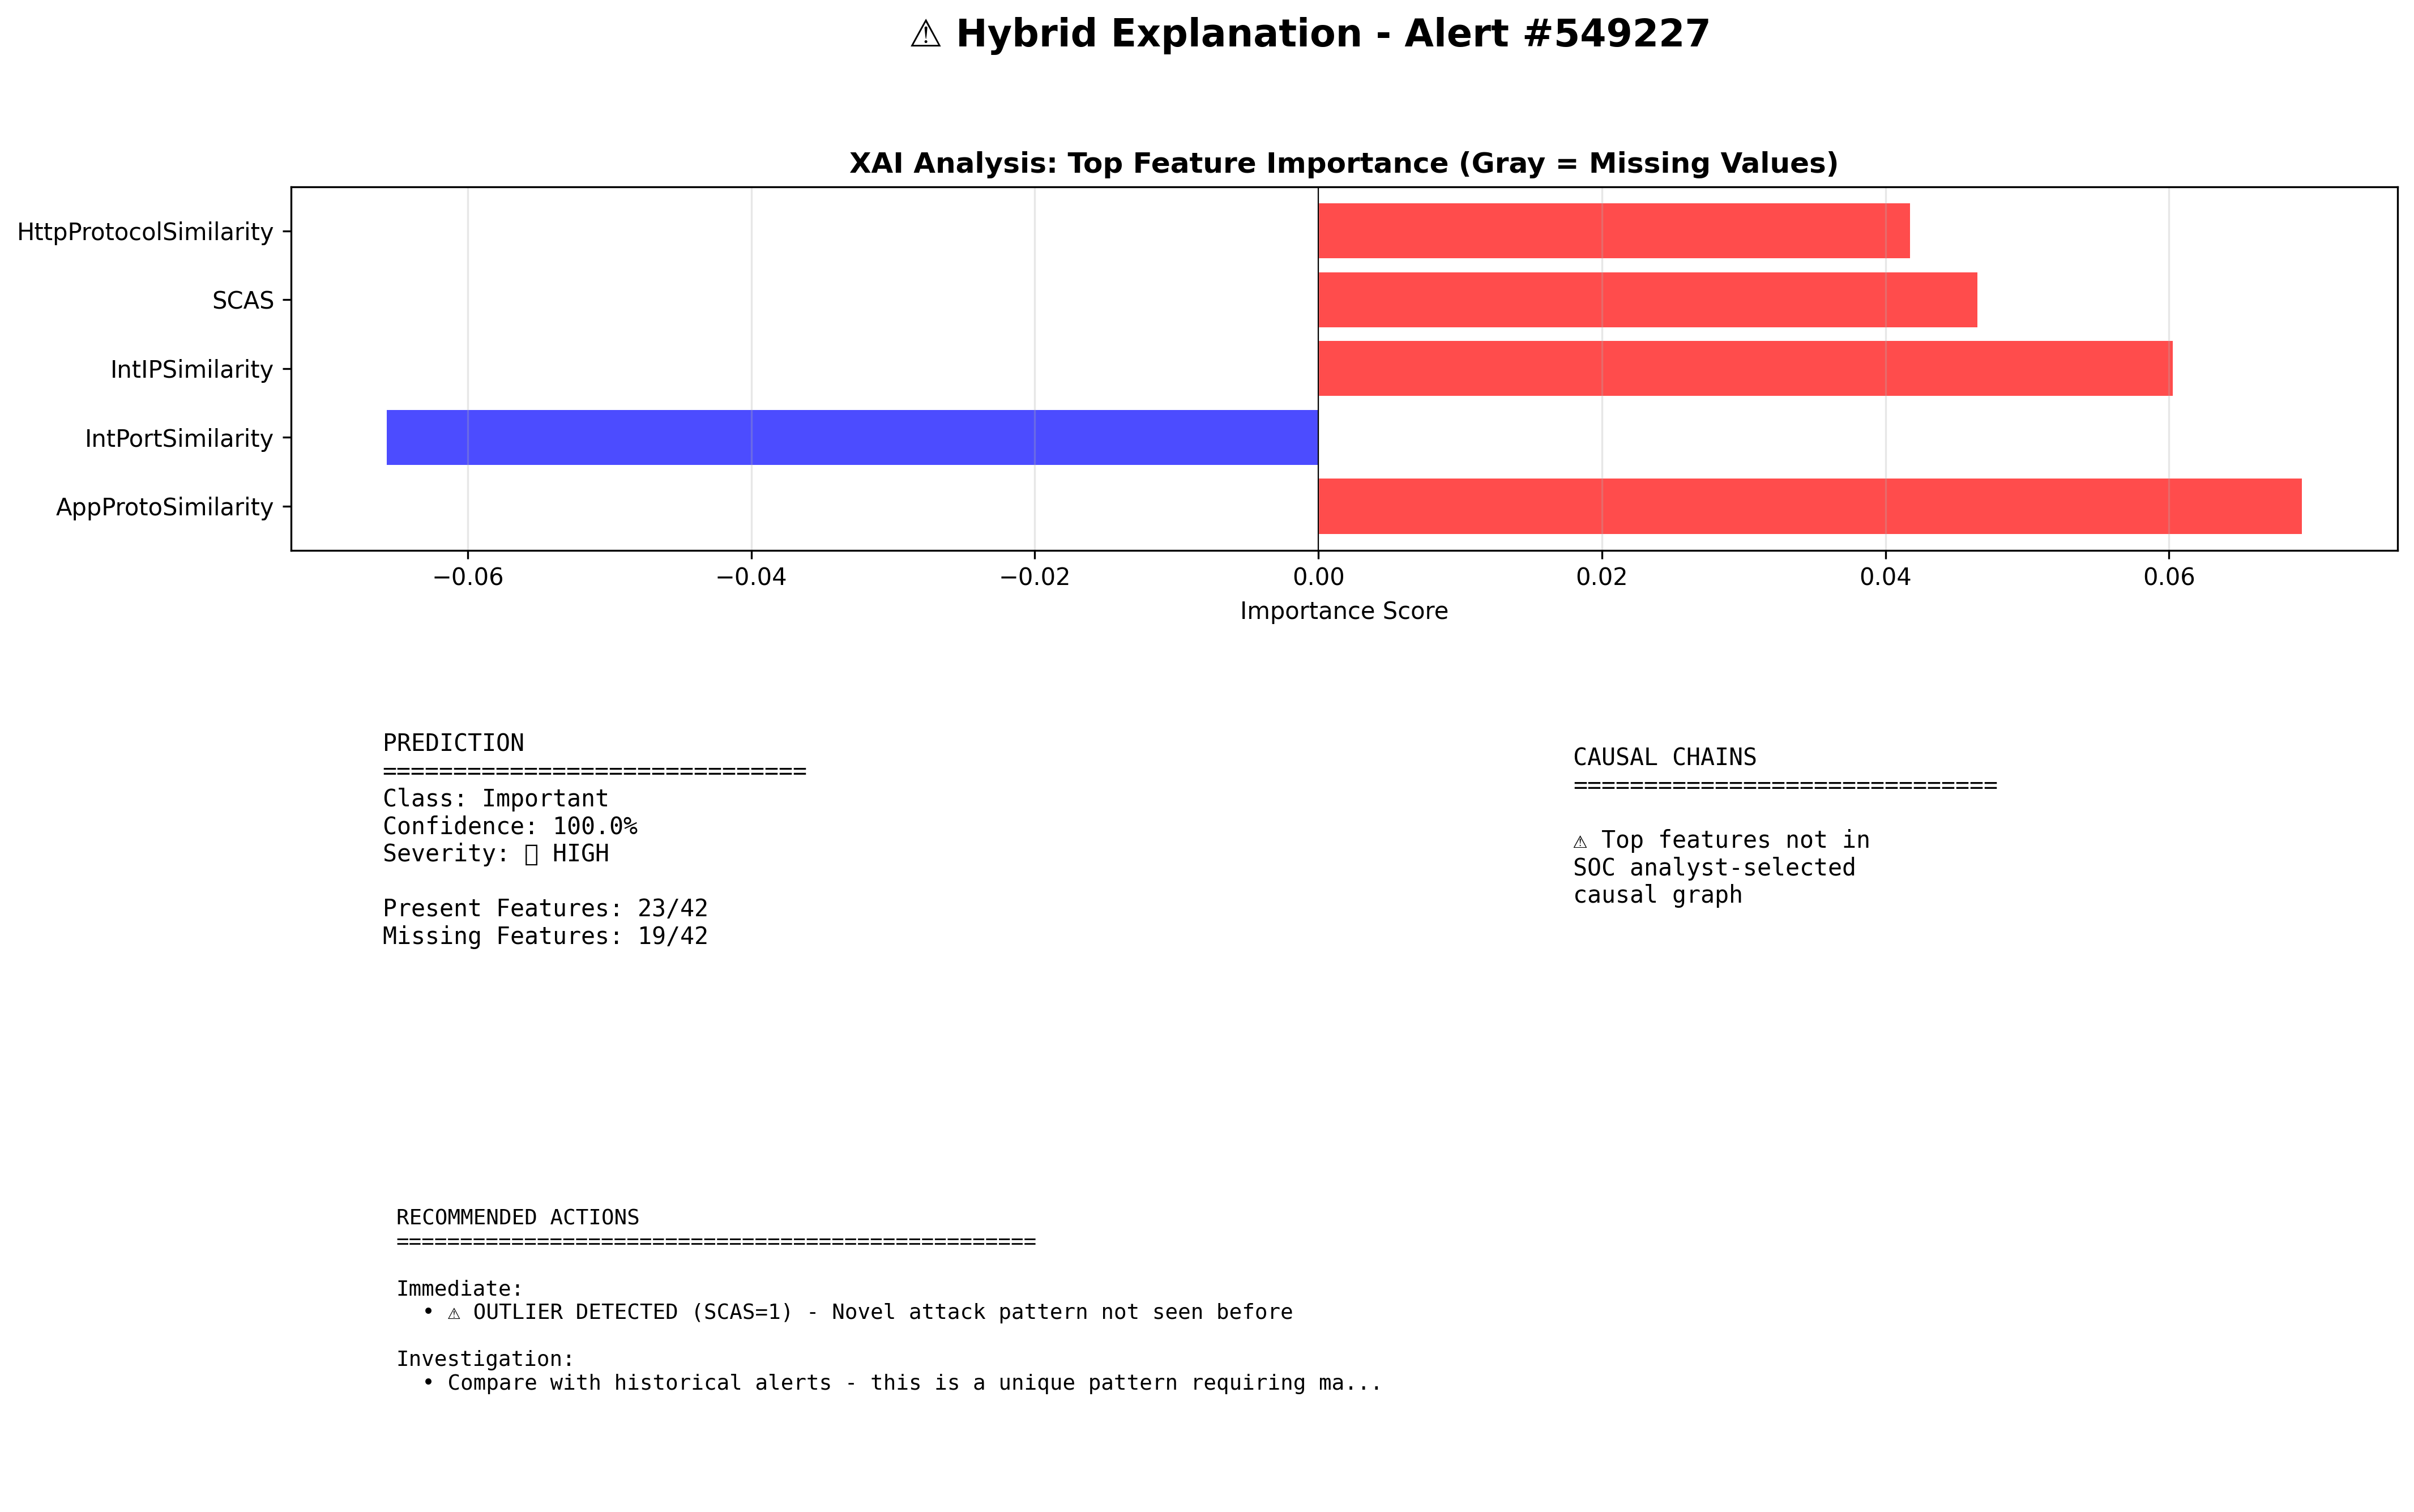 ⚠ Hybrid Explanation - Alert #549227
XAI Analysis: Top Feature Importance (Gray = Missing Values)
HttpProtocolSimilarity
SCAS
IntIPSimilarity
IntPortSimilarity
AppProtoSimilarity
−0.06
−0.04
−0.02
0.00
0.02
0.04
0.06
Importance Score
PREDICTION
==============================
Class: Important
Confidence: 100.0%
Severity: ▯ HIGH
Present Features: 23/42
Missing Features: 19/42
CAUSAL CHAINS
==============================
⚠ Top features not in
SOC analyst-selected
causal graph
RECOMMENDED ACTIONS
==================================================
Immediate:
• ⚠ OUTLIER DETECTED (SCAS=1) - Novel attack pattern not seen before
Investigation:
• Compare with historical alerts - this is a unique pattern requiring ma...